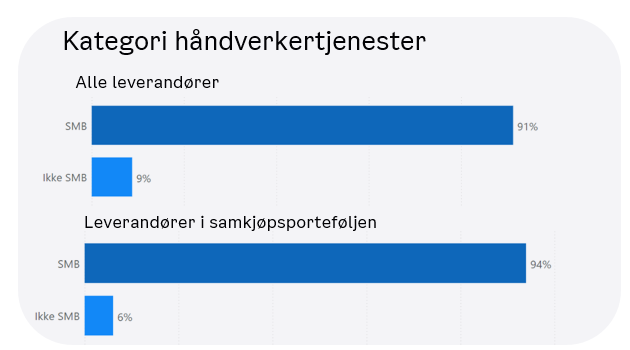 Kategori håndverkertjenester
Alle leverandører
SMB
91%
Ikke SMB
9%
Leverandører i samkjøpsporteføljen
SMB
94%
Ikke SMB
6%